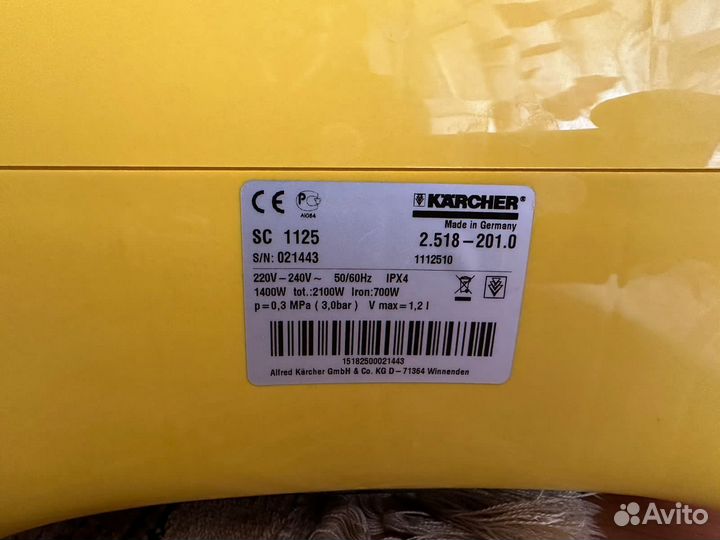 CE PC KÄRCHER®
АЮ64
Made in Germany
SC 1125 2.518-201.0
S/N: 021443 1112510
220V-240V~ 50/60Hz IPX4
1400W tot.:2100W Iron:700W
p=0,3 MPa (3,0bar) V max=1,2 l
15182500021443
Alfred Kärcher GmbH & Co. KG D-71364 Winnenden
Avito